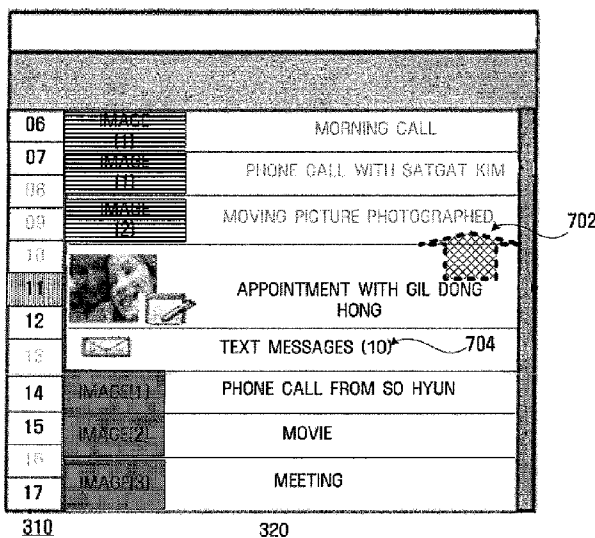 06
IMAGE
[1]
MORNING CALL
07
IMAGE
[1]
PHONE CALL WITH SATGAT KIM
08
09
IMAGE
[2]
MOVING PICTURE PHOTOGRAPHED
702
10
11
APPOINTMENT WITH GIL DONG
HONG
12
13
TEXT MESSAGES (10)
704
14
IMAGE[1]
PHONE CALL FROM SO HYUN
15
IMAGE[2]
MOVIE
16
17
IMAGE[3]
MEETING
310
320